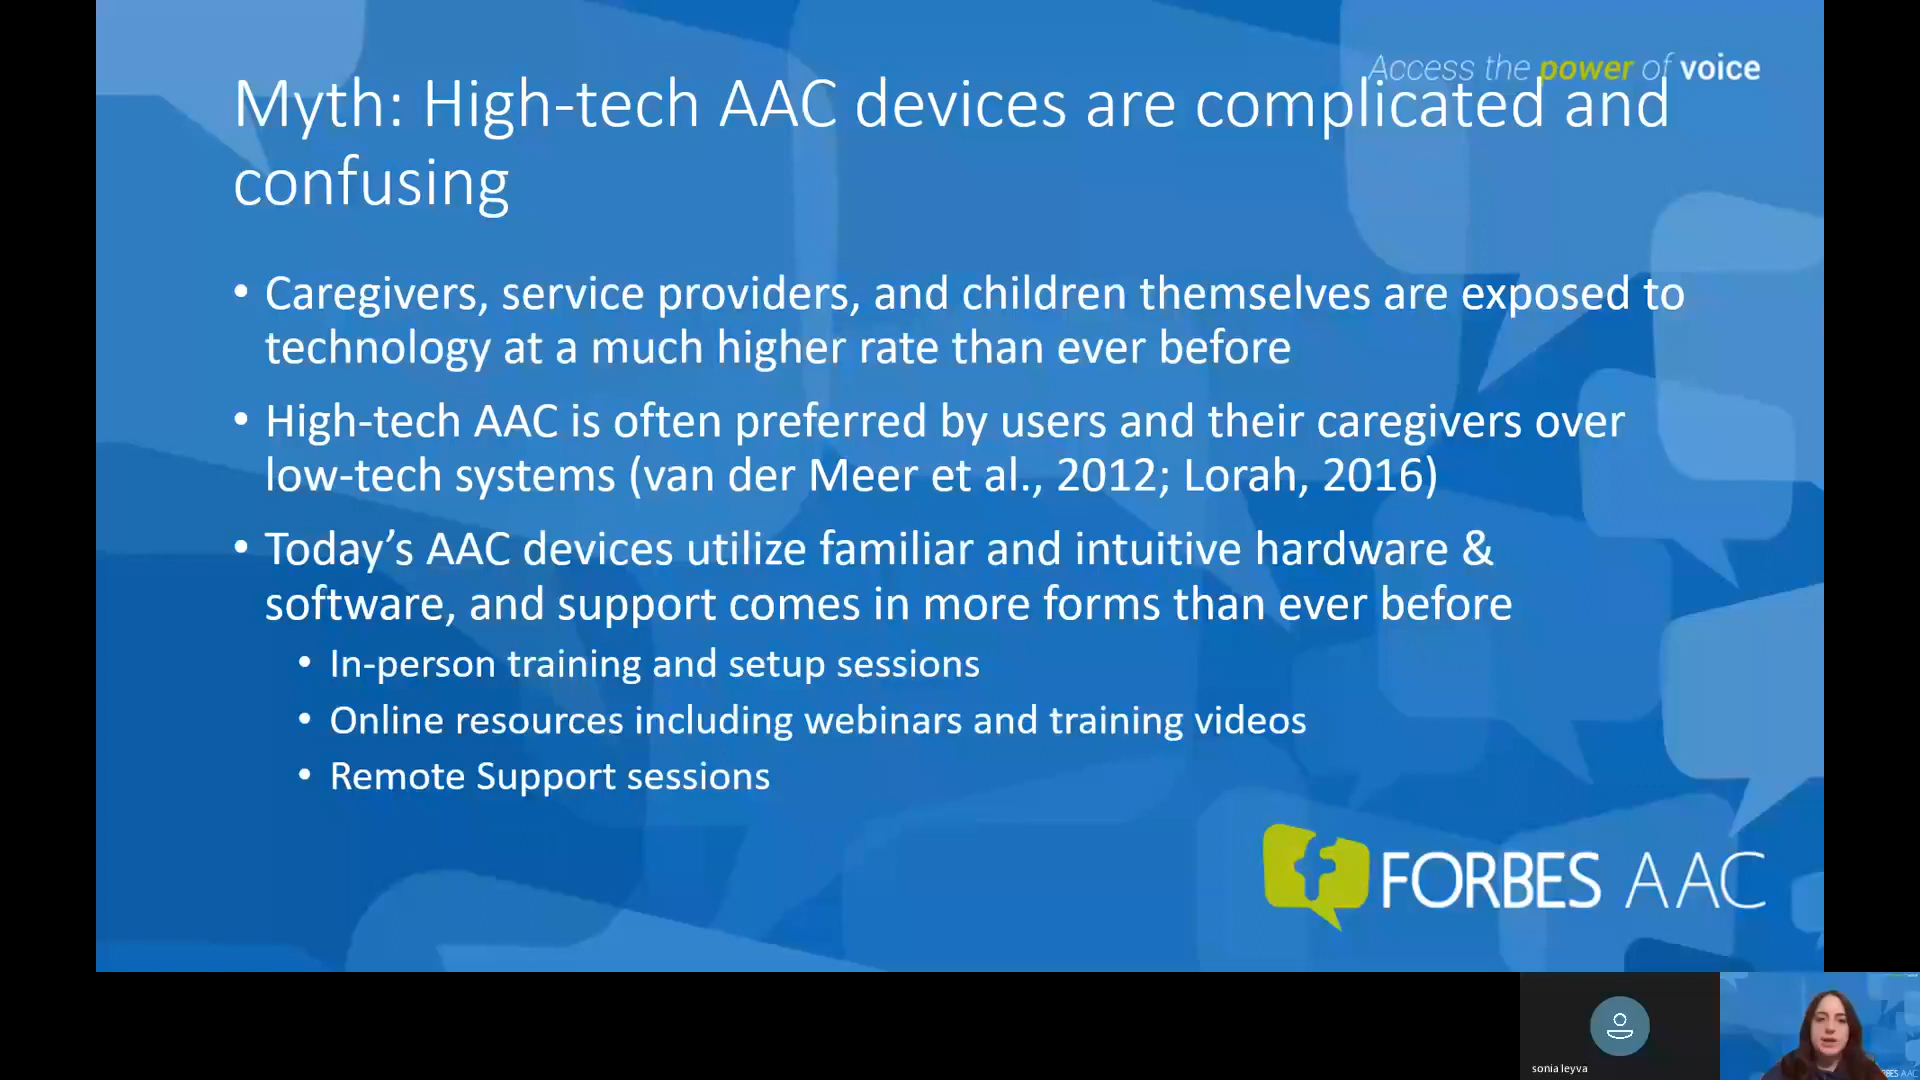 Access the power of voice
Myth: High-tech AAC devices are complicated and
confusing
• Caregivers, service providers, and children themselves are exposed to
technology at a much higher rate than ever before
• High-tech AAC is often preferred by users and their caregivers over
low-tech systems (van der Meer et al., 2012; Lorah, 2016)
• Today’s AAC devices utilize familiar and intuitive hardware &
software, and support comes in more forms than ever before
• In-person training and setup sessions
• Online resources including webinars and training videos
• Remote Support sessions
FORBES AAC
sonia leyva